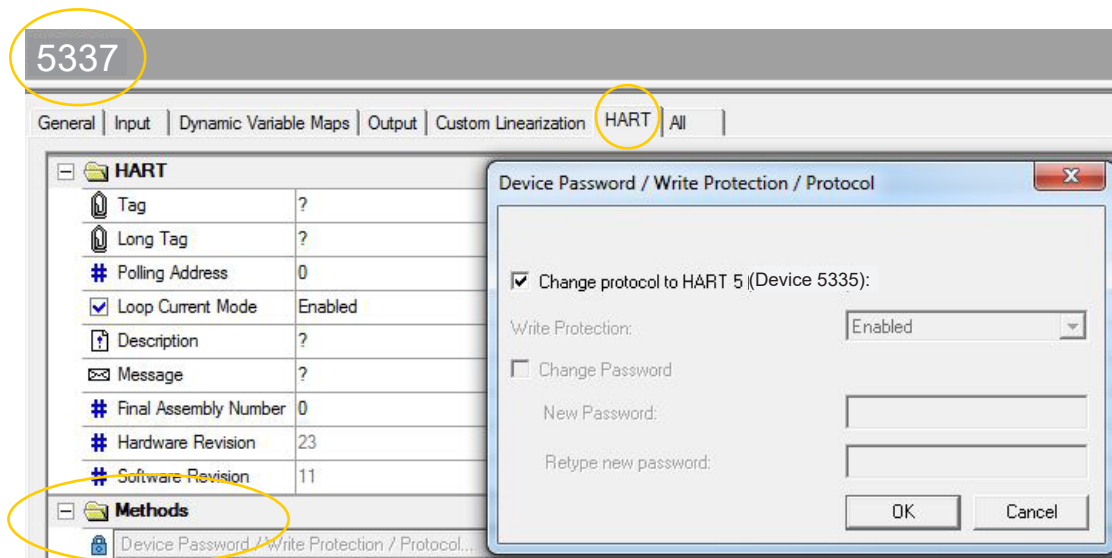 5337
General Input Dynamic Variable Maps Output Custom Linearization HART All
HART
Tag ?
Long Tag ?
Polling Address 0
Loop Current Mode Enabled
Description ?
Message ?
Final Assembly Number 0
Hardware Revision 23
Software Revision 11
Methods
Device Password / Write Protection / Protocol...
Device Password / Write Protection / Protocol
Change protocol to HART 5 (Device 5335):
Write Protection: Enabled
Change Password
New Password:
Retype new password:
OK Cancel